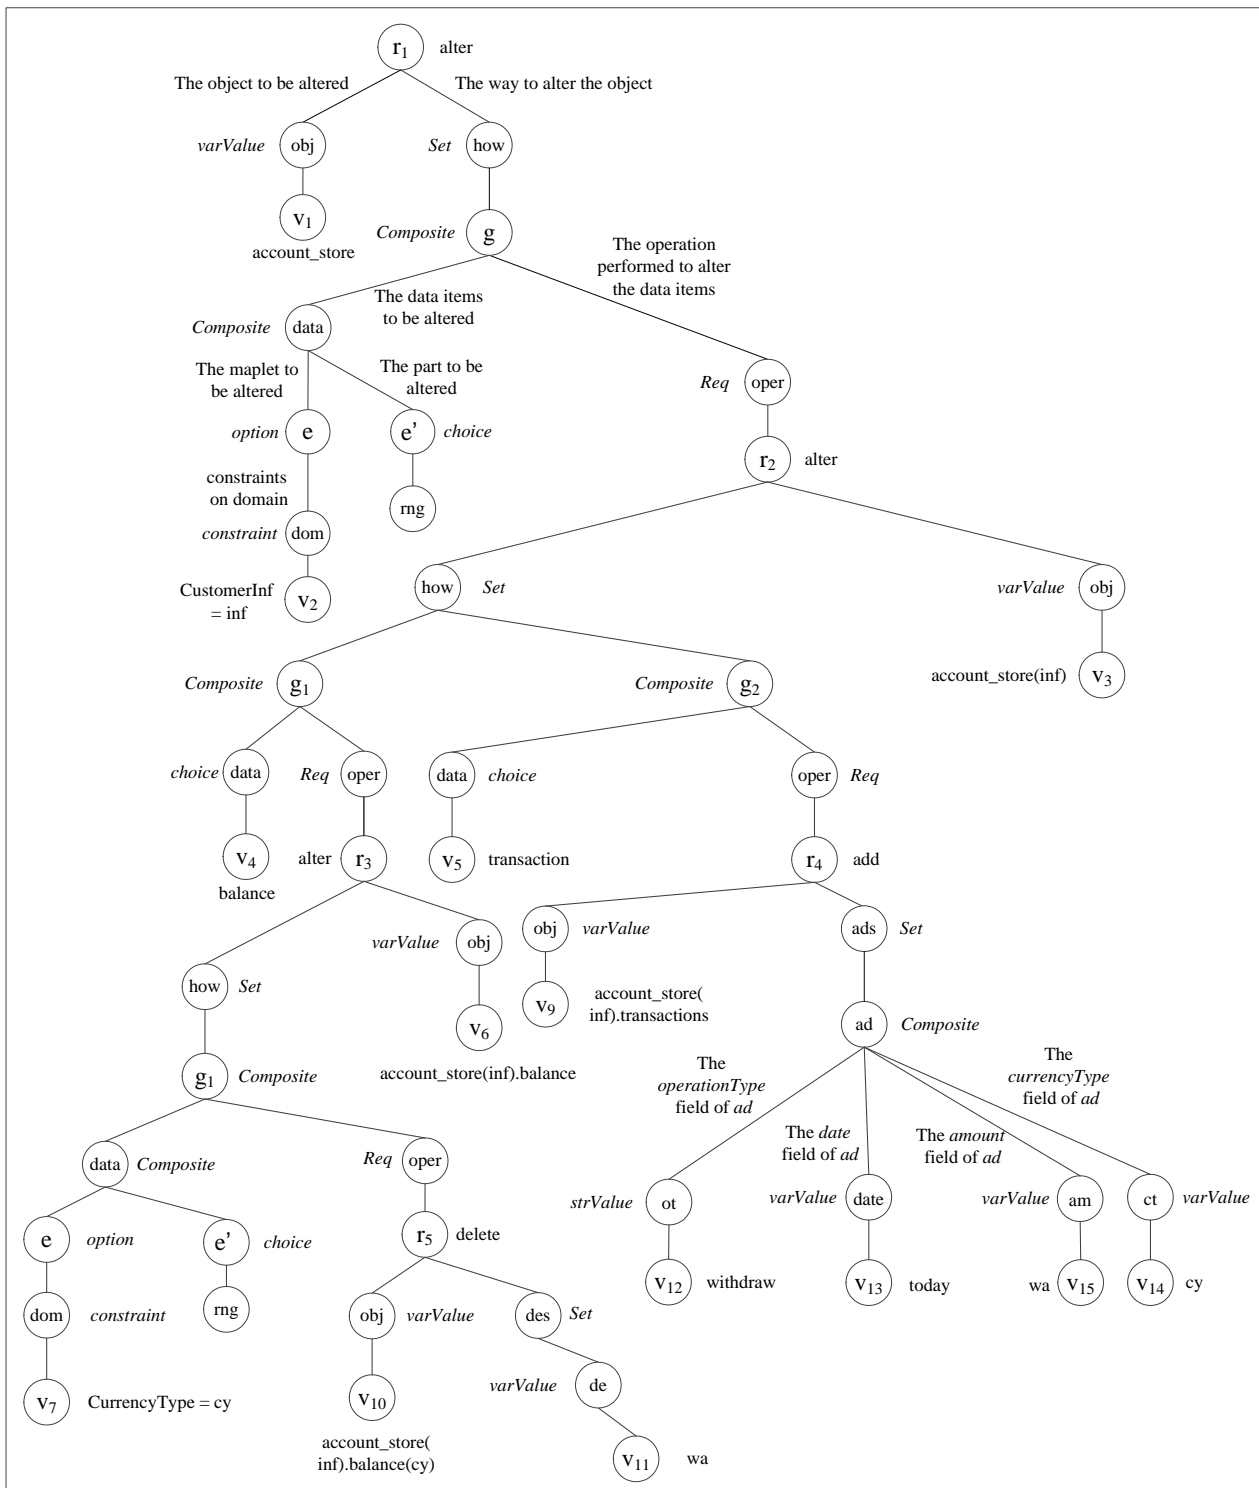 r1 alter
The object to be altered
The way to alter the object
varValue obj
Set how
v1
account_store
Composite g
The operation
performed to alter
the data items
The data items
to be altered
Composite data
The maplet to
be altered
The part to be
altered
Req oper
option e
e' choice
r2 alter
constraints
on domain
rng
constraint dom
CustomerInf
= inf
v2
how Set
varValue obj
account_store(inf) v3
Composite g1
Composite g2
choice data
Req oper
data choice
oper Req
v4
balance
alter r3
v5 transaction
r4 add
varValue obj
obj varValue
ads Set
how Set
v6
account_store(inf).balance
v9
account_store(
inf).transactions
ad Composite
g1 Composite
The
operationType
field of ad
The date
field of ad
The amount
field of ad
The
currencyType
field of ad
data Composite
Req oper
strValue ot
varValue date
varValue am
ct varValue
e option
e' choice
r5 delete
v12 withdraw
v13 today
wa v15
v14 cy
dom constraint
rng
obj varValue
des Set
v7 CurrencyType = cy
v10
account_store(
inf).balance(cy)
varValue de
v11 wa